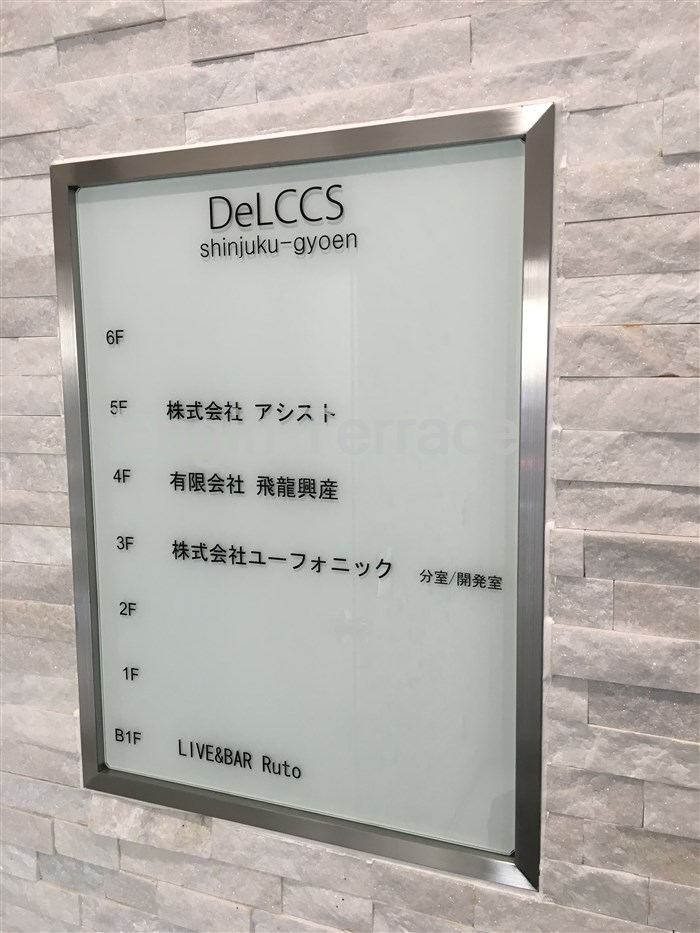 DeLCCS
shinjuku-gyoen
6F
5F 株式会社 アシスト
4F 有限会社 飛龍興産
3F 株式会社ユーフォニック 分室/開発室
2F
1F
B1F LIVE&BAR Ruto